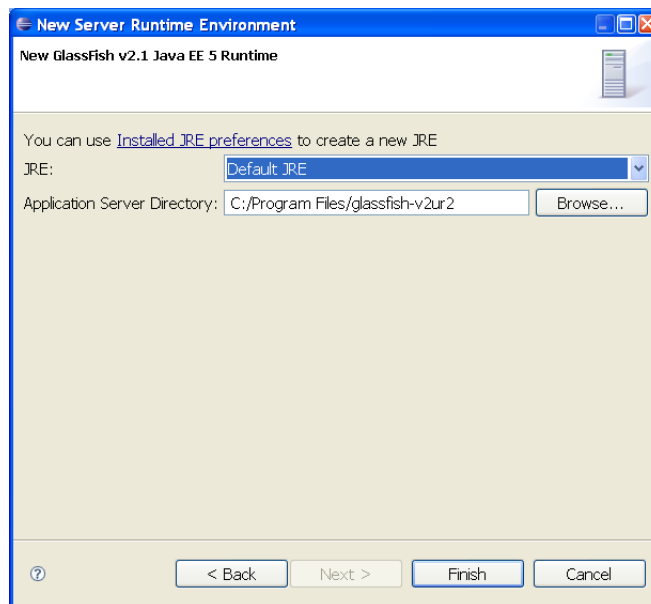 New Server Runtime Environment
New GlassFish v2.1 Java EE 5 Runtime
You can use Installed JRE preferences to create a new JRE
JRE: Default JRE
Application Server Directory: C:/Program Files/glassfish-v2ur2 Browse...
? < Back Next > Finish Cancel